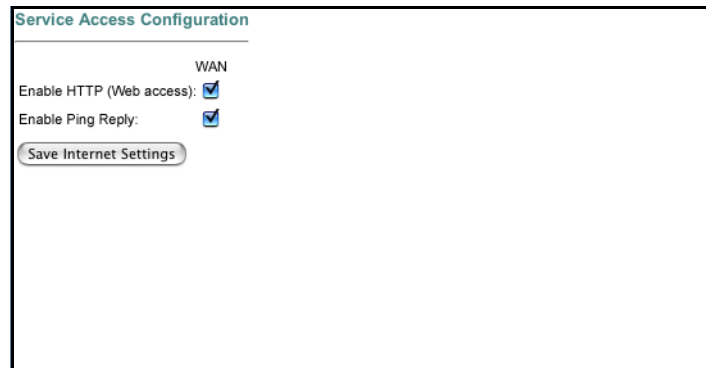 Service Access Configuration
WAN
Enable HTTP (Web access):
Enable Ping Reply:
Save Internet Settings